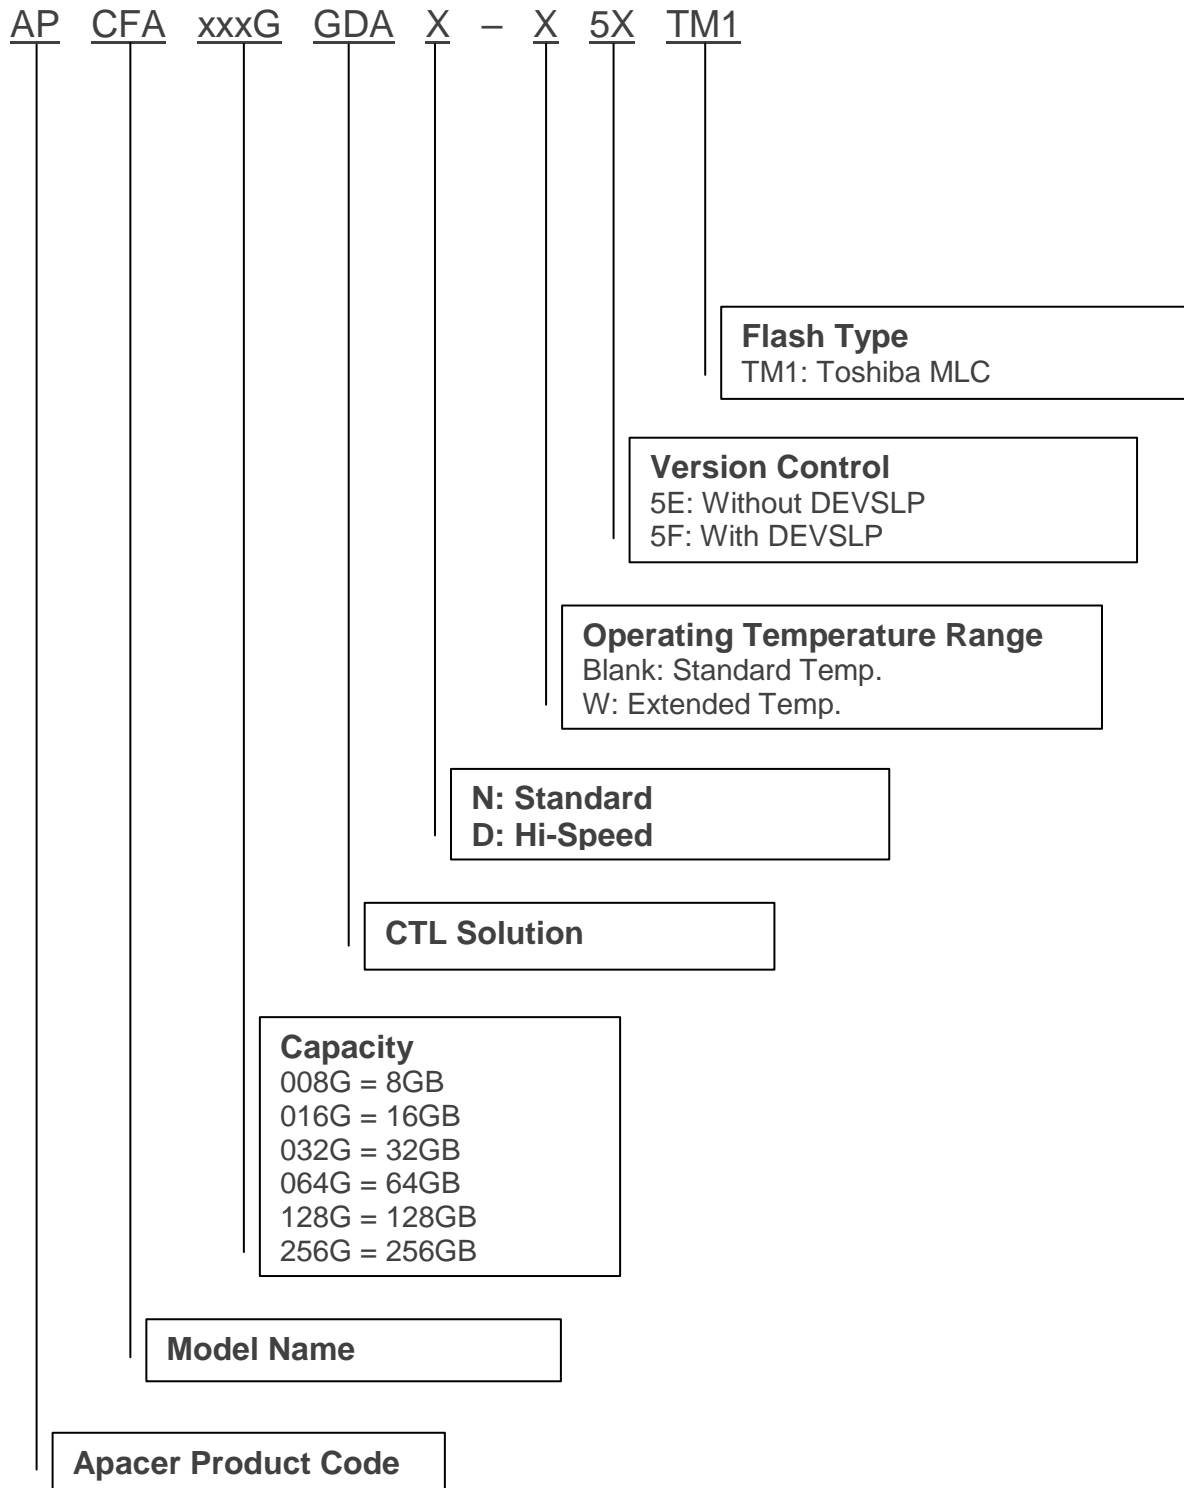 AP CFA xxxG GDA X – X 5X TM1
Flash Type
TM1: Toshiba MLC
Version Control
5E: Without DEVSLP
5F: With DEVSLP
Operating Temperature Range
Blank: Standard Temp.
W: Extended Temp.
N: Standard
D: Hi-Speed
CTL Solution
Capacity
008G = 8GB
016G = 16GB
032G = 32GB
064G = 64GB
128G = 128GB
256G = 256GB
Model Name
Apacer Product Code